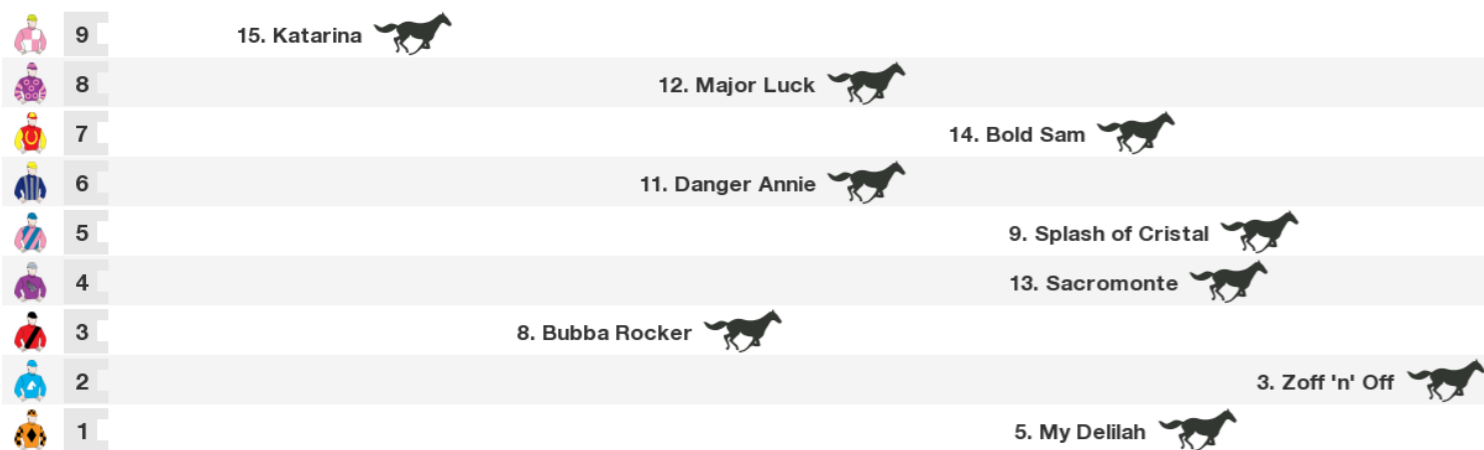 9 15. Katarina
8 12. Major Luck
7 14. Bold Sam
6 11. Danger Annie
5 9. Splash of Cristal
4 13. Sacromonte
3 8. Bubba Rocker
2 3. Zoff 'n' Off
1 5. My Delilah